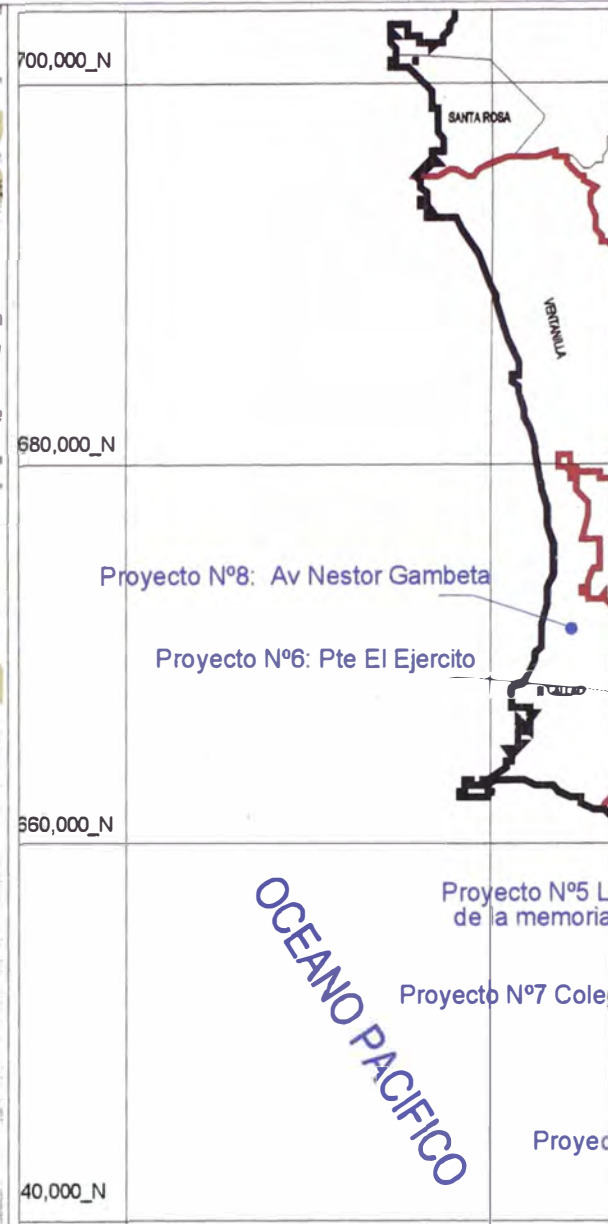 700,000_N
SANTA ROSA
VENTANILLA
680,000_N
Proyecto Nº8: Av Nestor Gambeta
Proyecto Nº6: Pte El Ejercito
660,000_N
Proyecto Nº5 L
de la memoria
OCEANO PACIFICO
Proyecto Nº7 Cole
Proyec
40,000_N